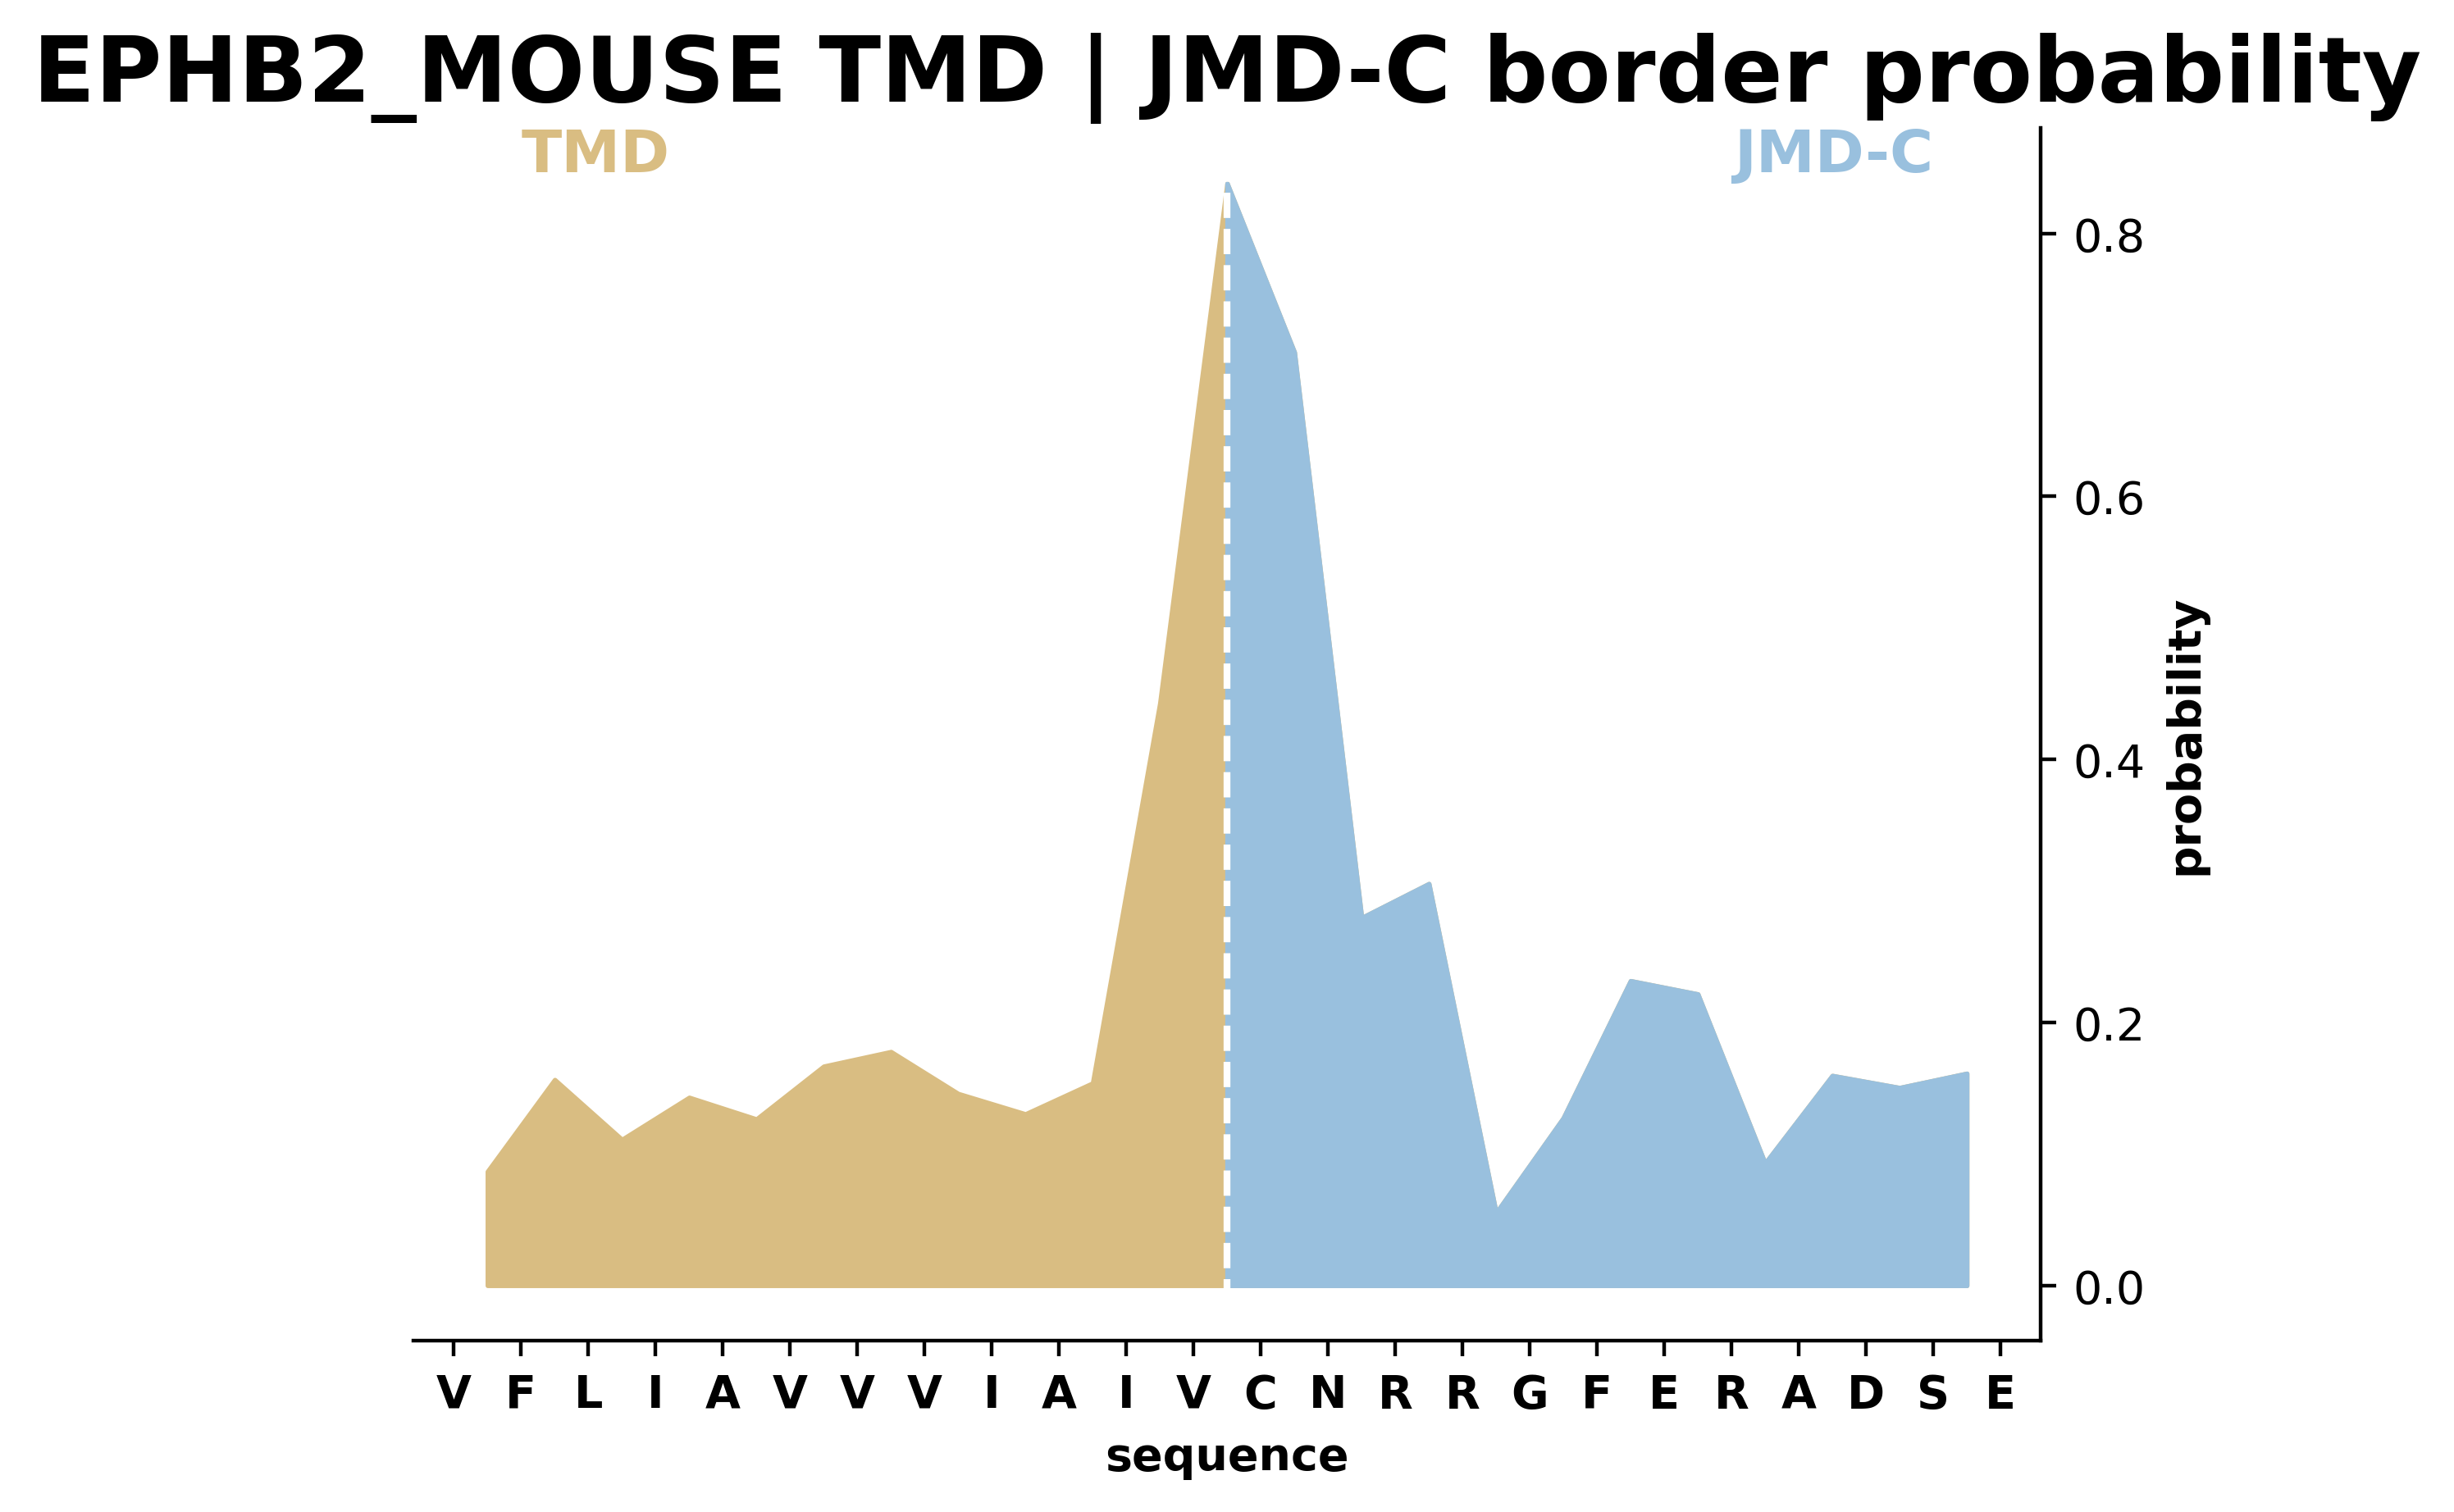 EPHB2_MOUSE TMD | JMD-C border probability
TMD JMD-C
0.8
0.6
0.4
0.2
0.0
probability
V F L I A V V V I A I V C N R R G F E R A D S E
sequence